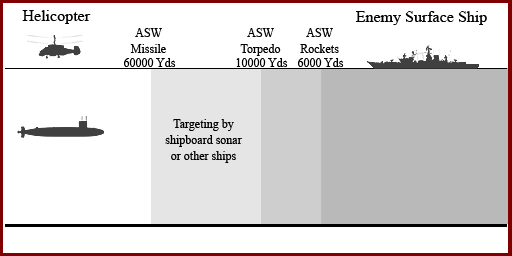 Helicopter
Enemy Surface Ship
ASW
Missile
60000 Yds
ASW
Torpedo
10000 Yds
ASW
Rockets
6000 Yds
Targeting by
shipboard sonar
or other ships